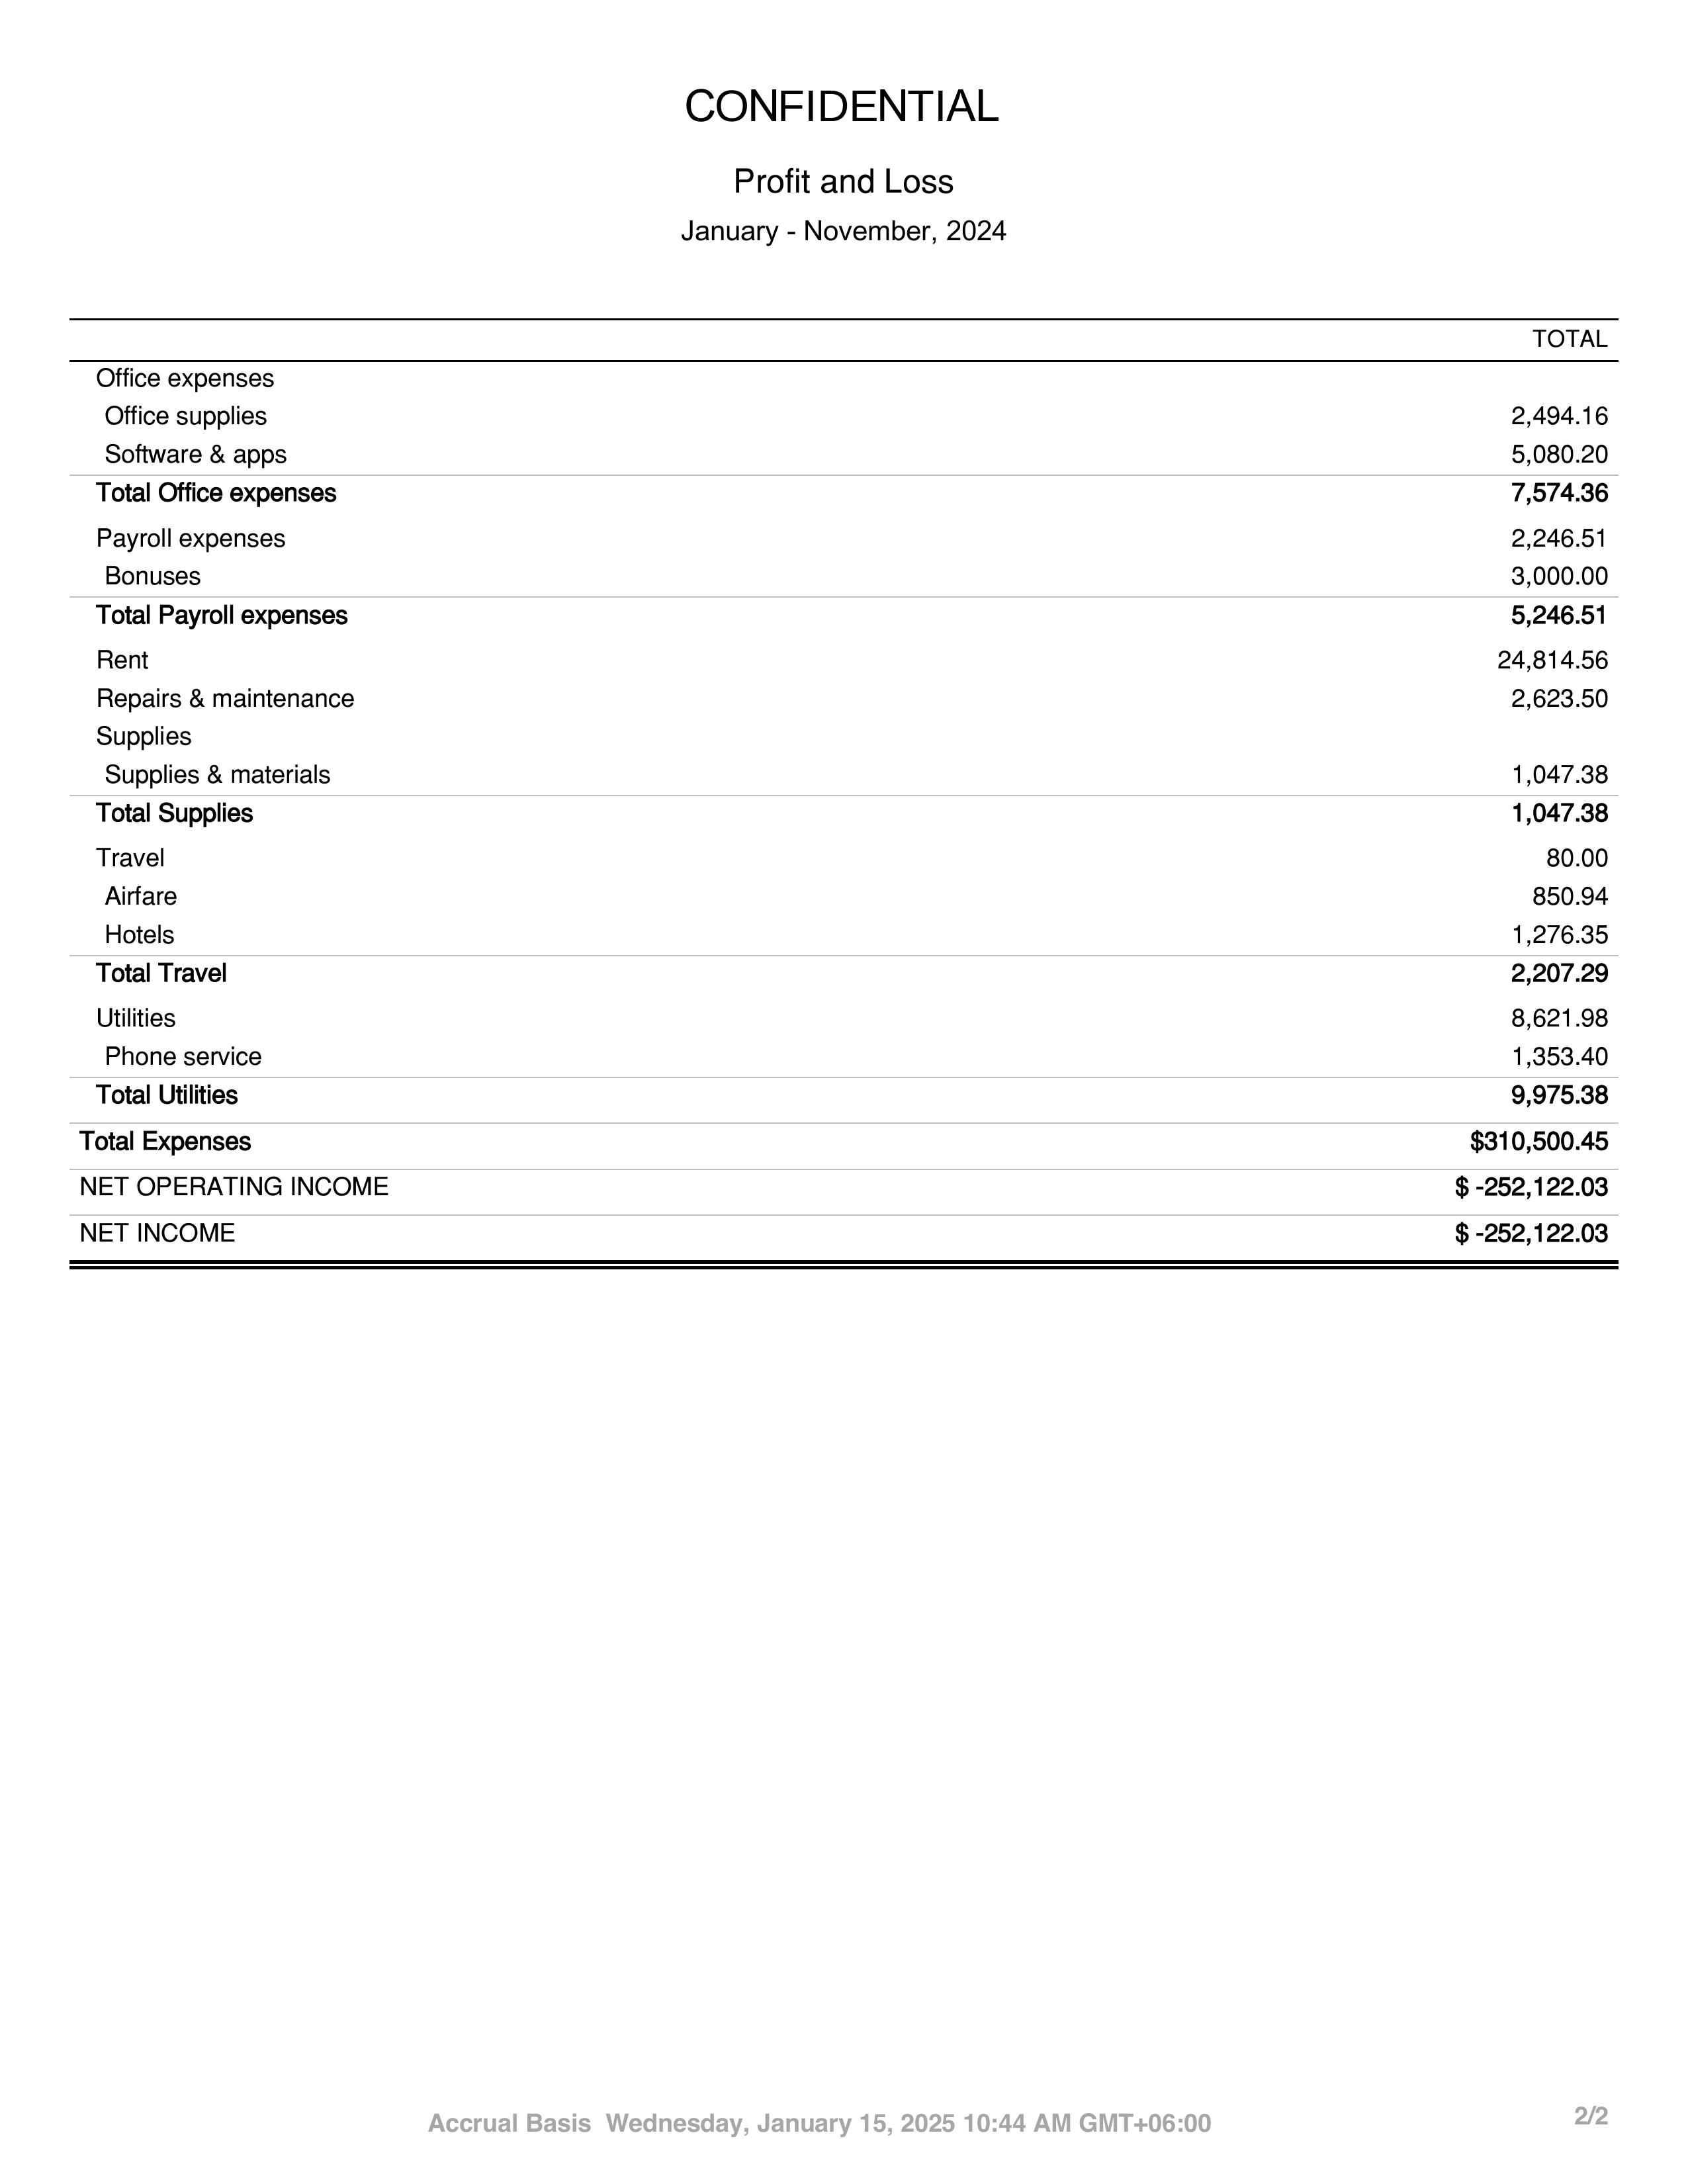 CONFIDENTIAL
Profit and Loss
January - November, 2024
TOTAL
Office expenses
Office supplies 2,494.16
Software & apps 5,080.20
Total Office expenses 7,574.36
Payroll expenses 2,246.51
Bonuses 3,000.00
Total Payroll expenses 5,246.51
Rent 24,814.56
Repairs & maintenance 2,623.50
Supplies
Supplies & materials 1,047.38
Total Supplies 1,047.38
Travel 80.00
Airfare 850.94
Hotels 1,276.35
Total Travel 2,207.29
Utilities 8,621.98
Phone service 1,353.40
Total Utilities 9,975.38
Total Expenses $310,500.45
NET OPERATING INCOME $ -252,122.03
NET INCOME $ -252,122.03
Accrual Basis Wednesday, January 15, 2025 10:44 AM GMT+06:00 2/2